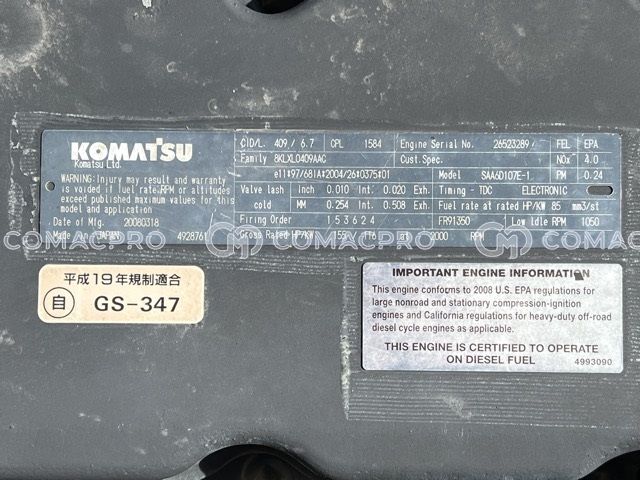 KOMATSU
Komatsu Ltd.
WARNING: Injury may result and warranty
is voided if fuel rate.RPM or altitudes
exceed published maximum values for this
model and application
Date of Mfg. 20080318
Made in JAPAN 4928761
CID/L. 409 / 6.7 CPL 1584 Engine Serial No. 26523289 FEL EPA
Family 8KLXL0409AAC Cust.Spec. NOx 4.0
e11*97/68IA*2004/26*0375*01 Model SAA6D107E-1. PM 0.24
Valve lash Inch 0.010 Int. 0.020 Exh. Timing - TDC ELECTRONIC
cold MM 0.254 Int. 0.508 Exh. Fuel rate at rated HP/KW 85 mm3/st
Firing Order 1 5 3 6 2 4 FR91350 Low Idle RPM 1050
Gross Rated HP/KW 155 / 116 at 2000 RPM
COMACPRO COMACPRO COMACPRO
平成19年規制適合
自 GS-347
IMPORTANT ENGINE INFORMATION
This engine conforms to 2008 U.S. EPA regulations for
large nonroad and stationary compression-ignition
engines and California regulations for heavy-duty off-road
diesel cycle engines as applicable.
THIS ENGINE IS CERTIFIED TO OPERATE
ON DIESEL FUEL 4993090